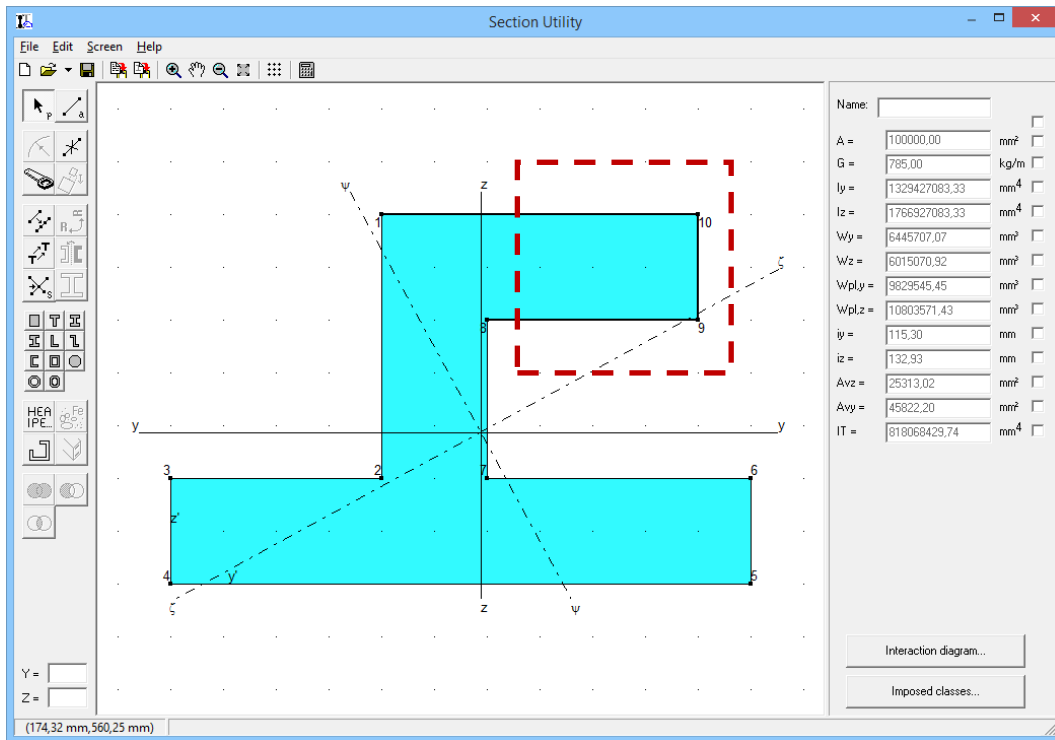 Section Utility
File Edit Screen Help
Name:
A = 100000,00 mm²
G = 785,00 kg/m
Iy = 1329427083,33 mm4
Iz = 1766927083,33 mm4
Wy = 6445707,07 mm³
Wz = 6015070,92 mm³
Wpl,y = 9829545,45 mm³
Wpl,z = 10803571,43 mm³
iy = 115,30 mm
iz = 132,93 mm
Avz = 25313,02 mm²
Avy = 45822,20 mm²
IT = 818068429,74 mm4
P
a
R
T
S
T I
I L
HEA
IPE...
Fe
ψ z
1 10
ζ
8 9
y y
3 2 7 6
z'
4 y' 5
ζ z ψ
Interaction diagram...
Imposed classes...
Y =
Z =
(174,32 mm,560,25 mm)